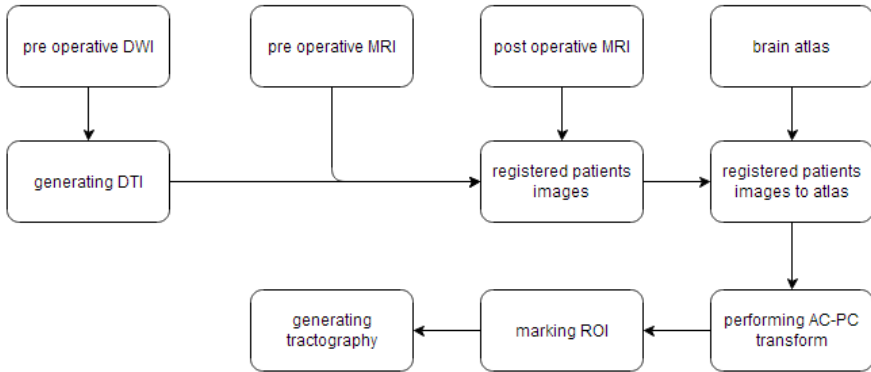 pre operative DWI
pre operative MRI
post operative MRI
brain atlas
generating DTI
registered patients
images
registered patients
images to atlas
generating
tractography
marking ROI
performing AC-PC
transform